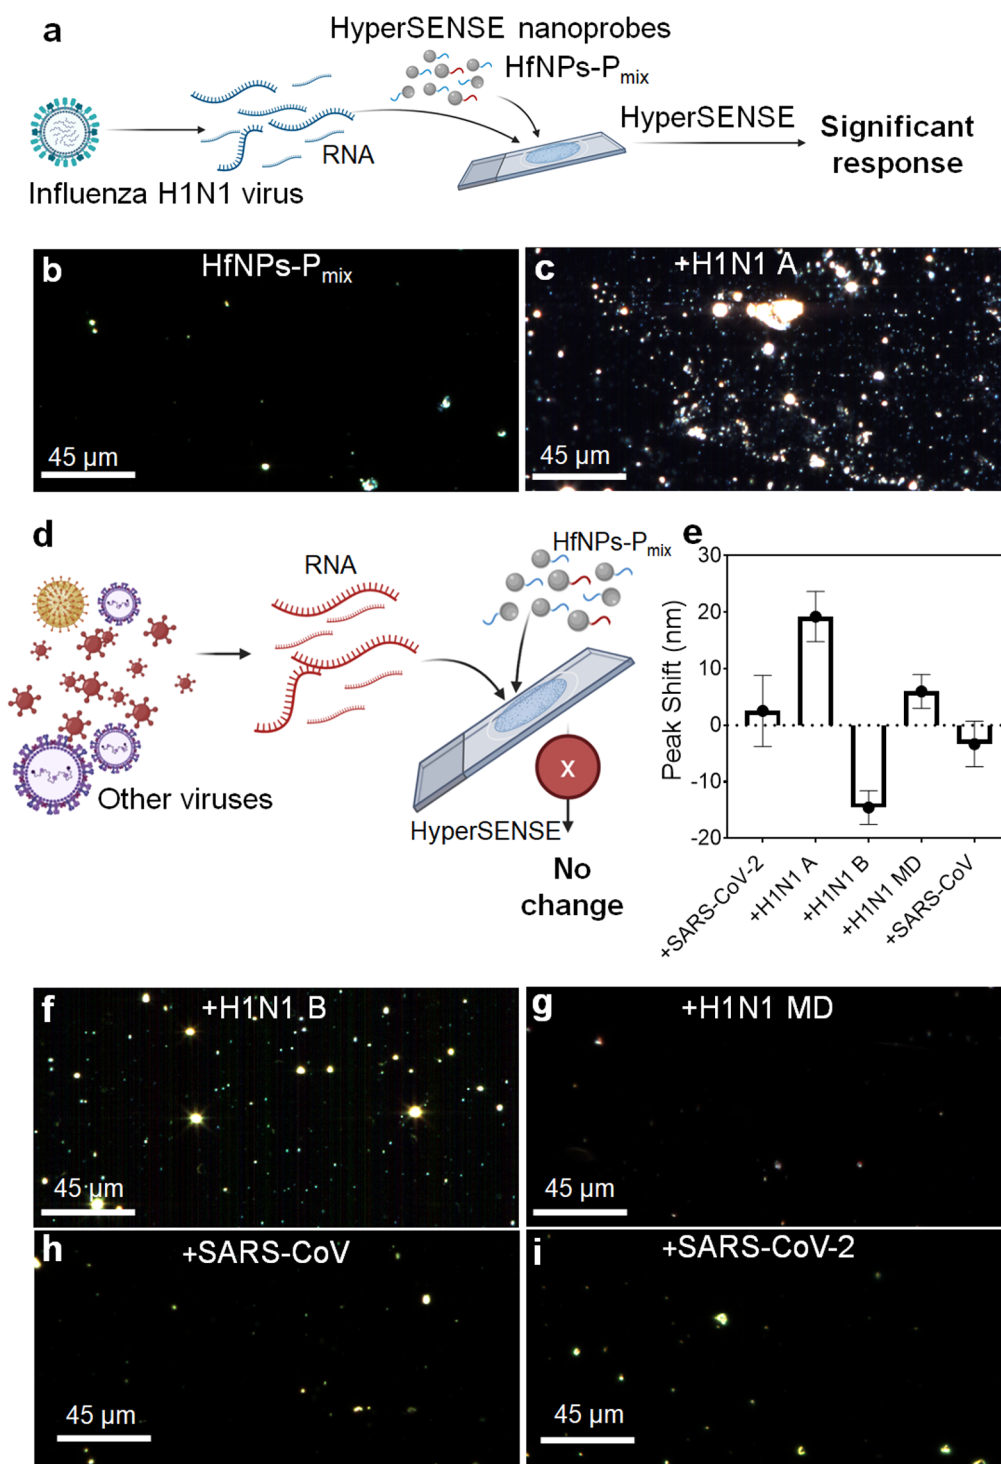 a
HyperSENSE nanoprobes
HfNPs-Pmix
RNA
Influenza H1N1 virus
HyperSENSE
Significant
response
b
HfNPs-Pmix
45 µm
c
+H1N1 A
45 µm
d
RNA
HfNPs-Pmix
Other viruses
X
HyperSENSE
No
change
e
Peak Shift (nm)
30
20
10
0
-10
-20
+SARS-CoV-2
+H1N1 A
+H1N1 B
+H1N1 MD
+SARS-CoV
f
+H1N1 B
45 µm
g
+H1N1 MD
45 µm
h
+SARS-CoV
45 µm
i
+SARS-CoV-2
45 µm